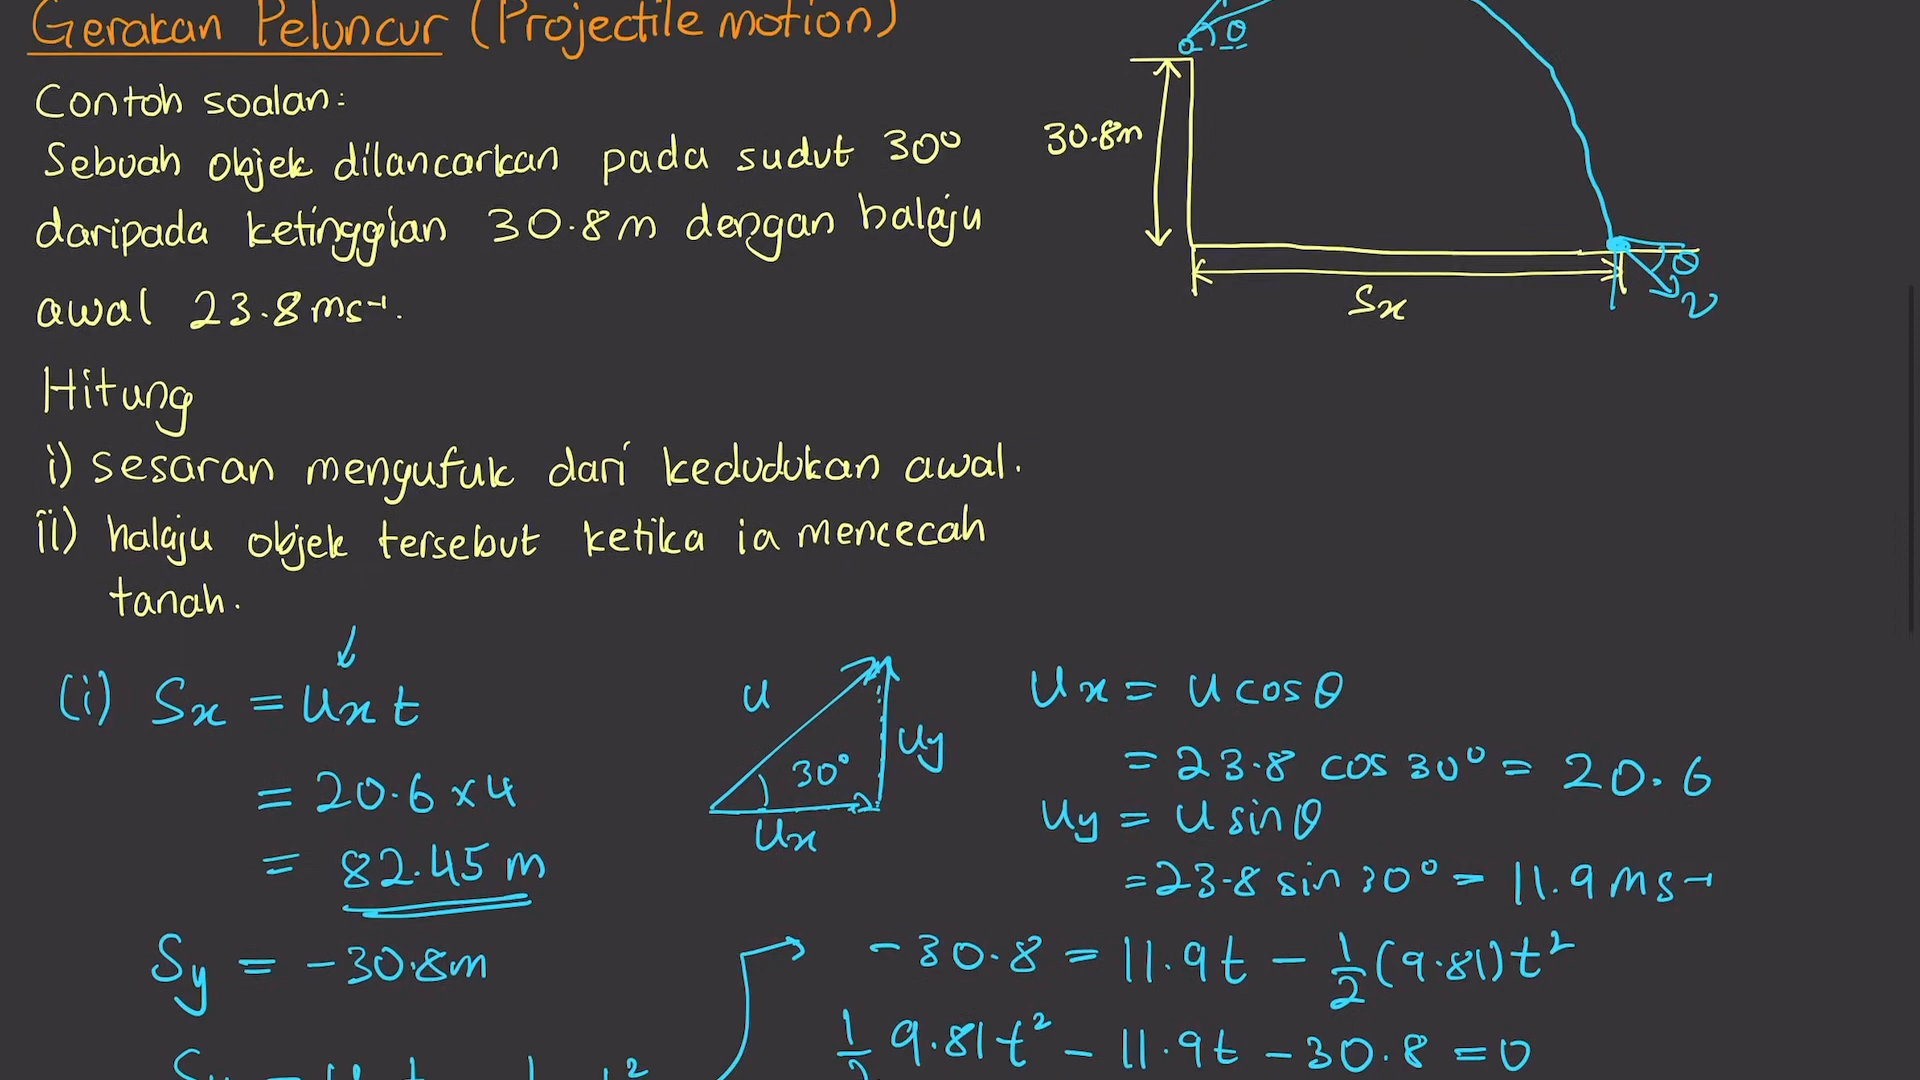 Gerakan Peluncur (Projectile motion)
Contoh soalan:
Sebuah objek dilancarkan pada sudut 30°
daripada ketinggian 30.8m dengan halaju
awal 23.8 ms⁻¹.
Hitung
i) sesaran mengufuk dari kedudukan awal.
ii) halaju objek tersebut ketika ia mencecah
tanah.
θ
30.8m
Sx
θ
v
(i) Sx = Ux t
= 20.6 x 4
= 82.45 m
Sy = -30.8m
u
30°
Uy
Ux
Ux = U cos θ
= 23.8 cos 30° = 20.6
Uy = U sin θ
= 23.8 sin 30° = 11.9 ms⁻¹
-30.8 = 11.9t - 1/2 (9.81)t²
1/2 9.81t² - 11.9t - 30.8 = 0